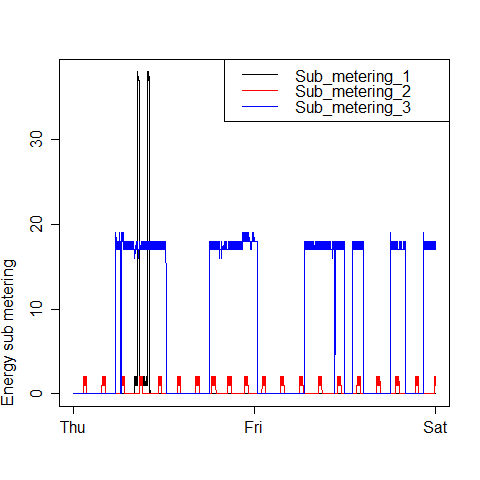 Sub_metering_1
Sub_metering_2
Sub_metering_3
Energy sub metering
30
20
10
0
Thu Fri Sat